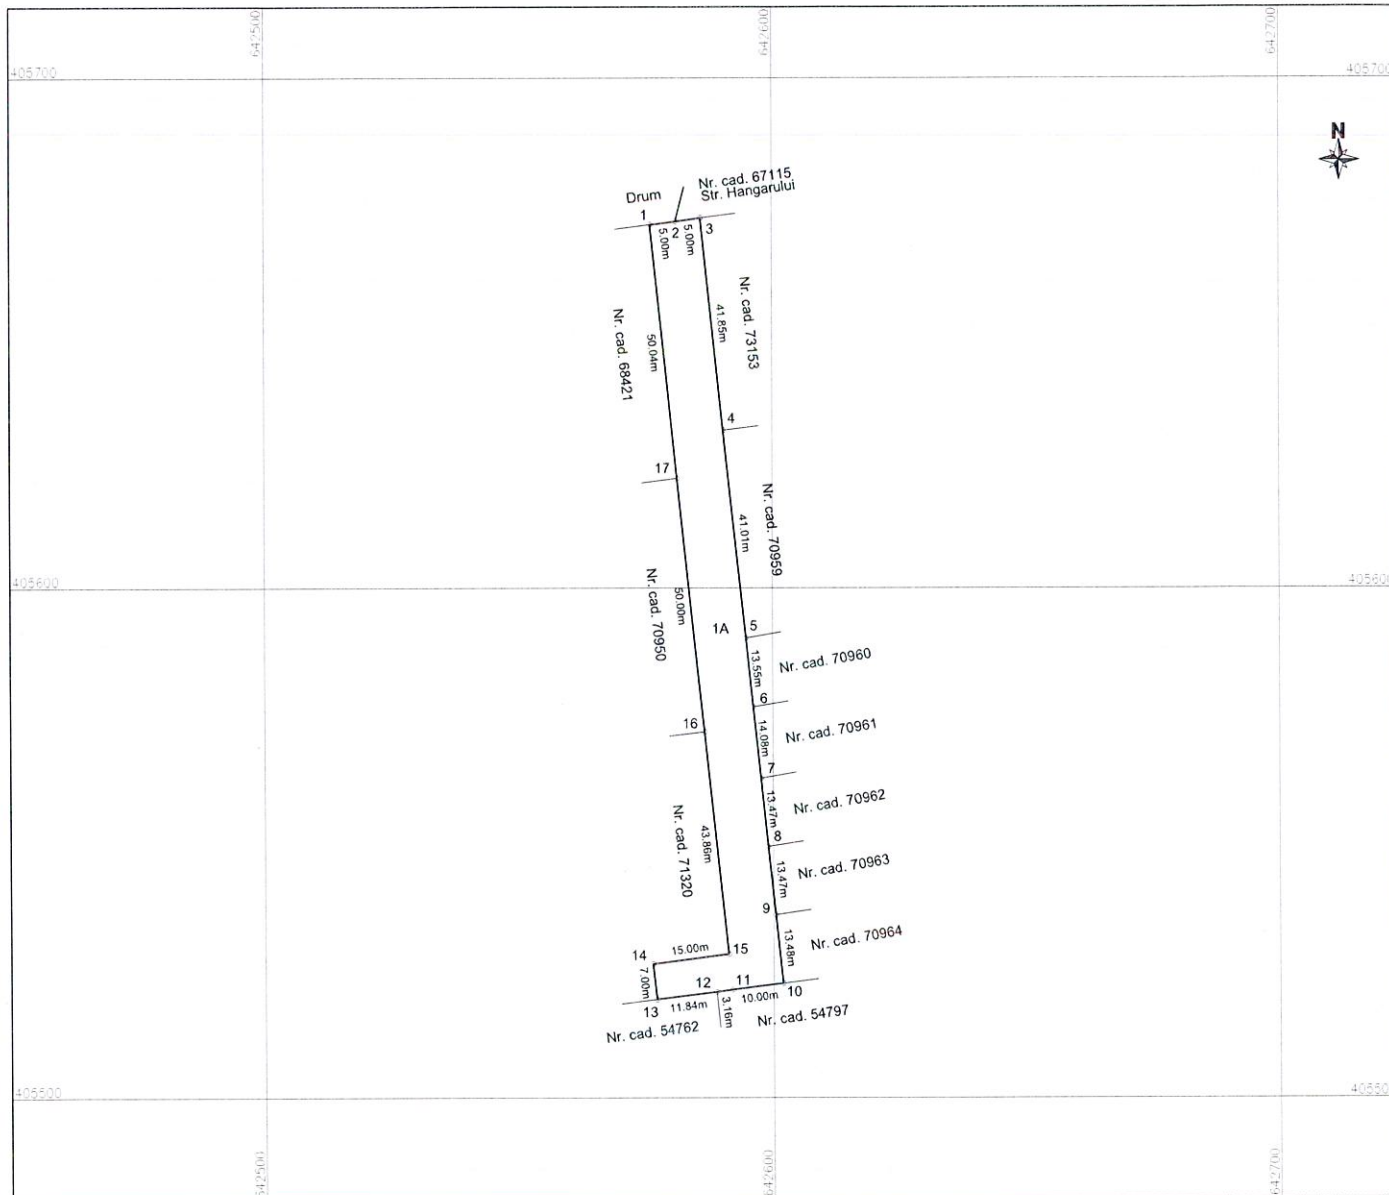 642500
642600
642700
405700
405700
N
Nr. cad. 67115
Str. Hangarului
Drum
1
2
3
5.00m
5.00m
Nr. cad. 73153
41.85m
Nr. cad. 68421
50.04m
4
17
Nr. cad. 70959
41.01m
405600
405600
Nr. cad. 70950
50.00m
1A
5
13.55m
Nr. cad. 70960
6
16
14.08m
Nr. cad. 70961
7
13.47m
Nr. cad. 70962
8
Nr. cad. 71320
43.86m
13.47m
Nr. cad. 70963
9
13.48m
Nr. cad. 70964
14
15.00m
15
7.00m
12
11
10
13
11.84m
3.16m
10.00m
Nr. cad. 54762
Nr. cad. 54797
405500
405500
642500
642600
642700